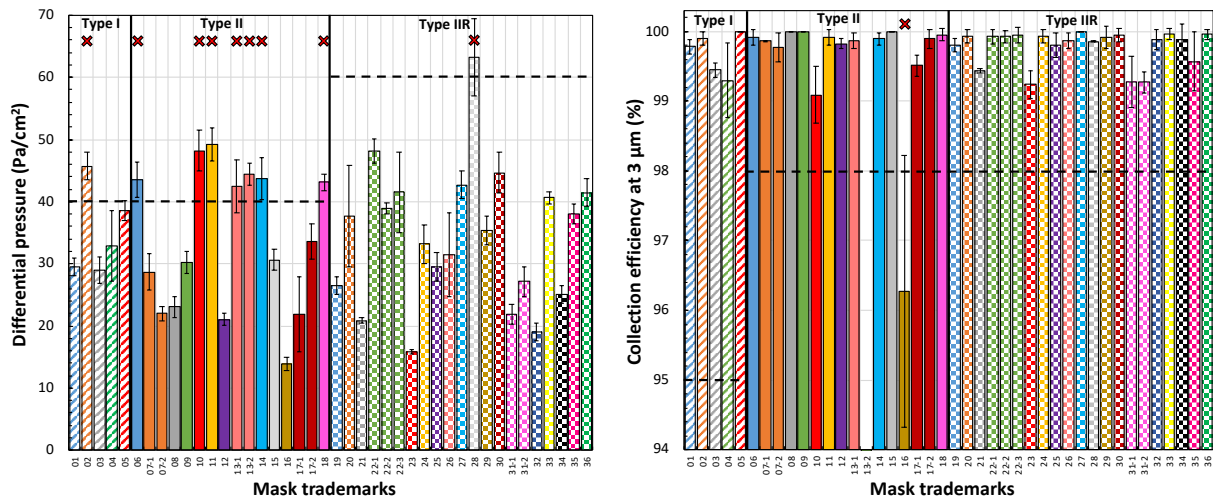 Type I Type II Type IIR
70
60
50
40
30
20
10
0
Differential pressure (Pa/cm²)
01 02 03 04 05 06 07-1 07-2 08 09 10 11 12 13-1 13-2 14 15 16 17-1 17-2 18 19 20 21 22-1 22-2 22-3 23 24 25 26 27 28 29 30 31-1 31-2 32 33 34 35 36
Mask trademarks
Type I Type II Type IIR
100
99
98
97
96
95
94
Collection efficiency at 3 μm (%)
01 02 03 04 05 06 07-1 07-2 08 09 10 11 12 13-1 13-2 14 15 16 17-1 17-2 18 19 20 21 22-1 22-2 22-3 23 24 25 26 27 28 29 30 31-1 31-2 32 33 34 35 36
Mask trademarks